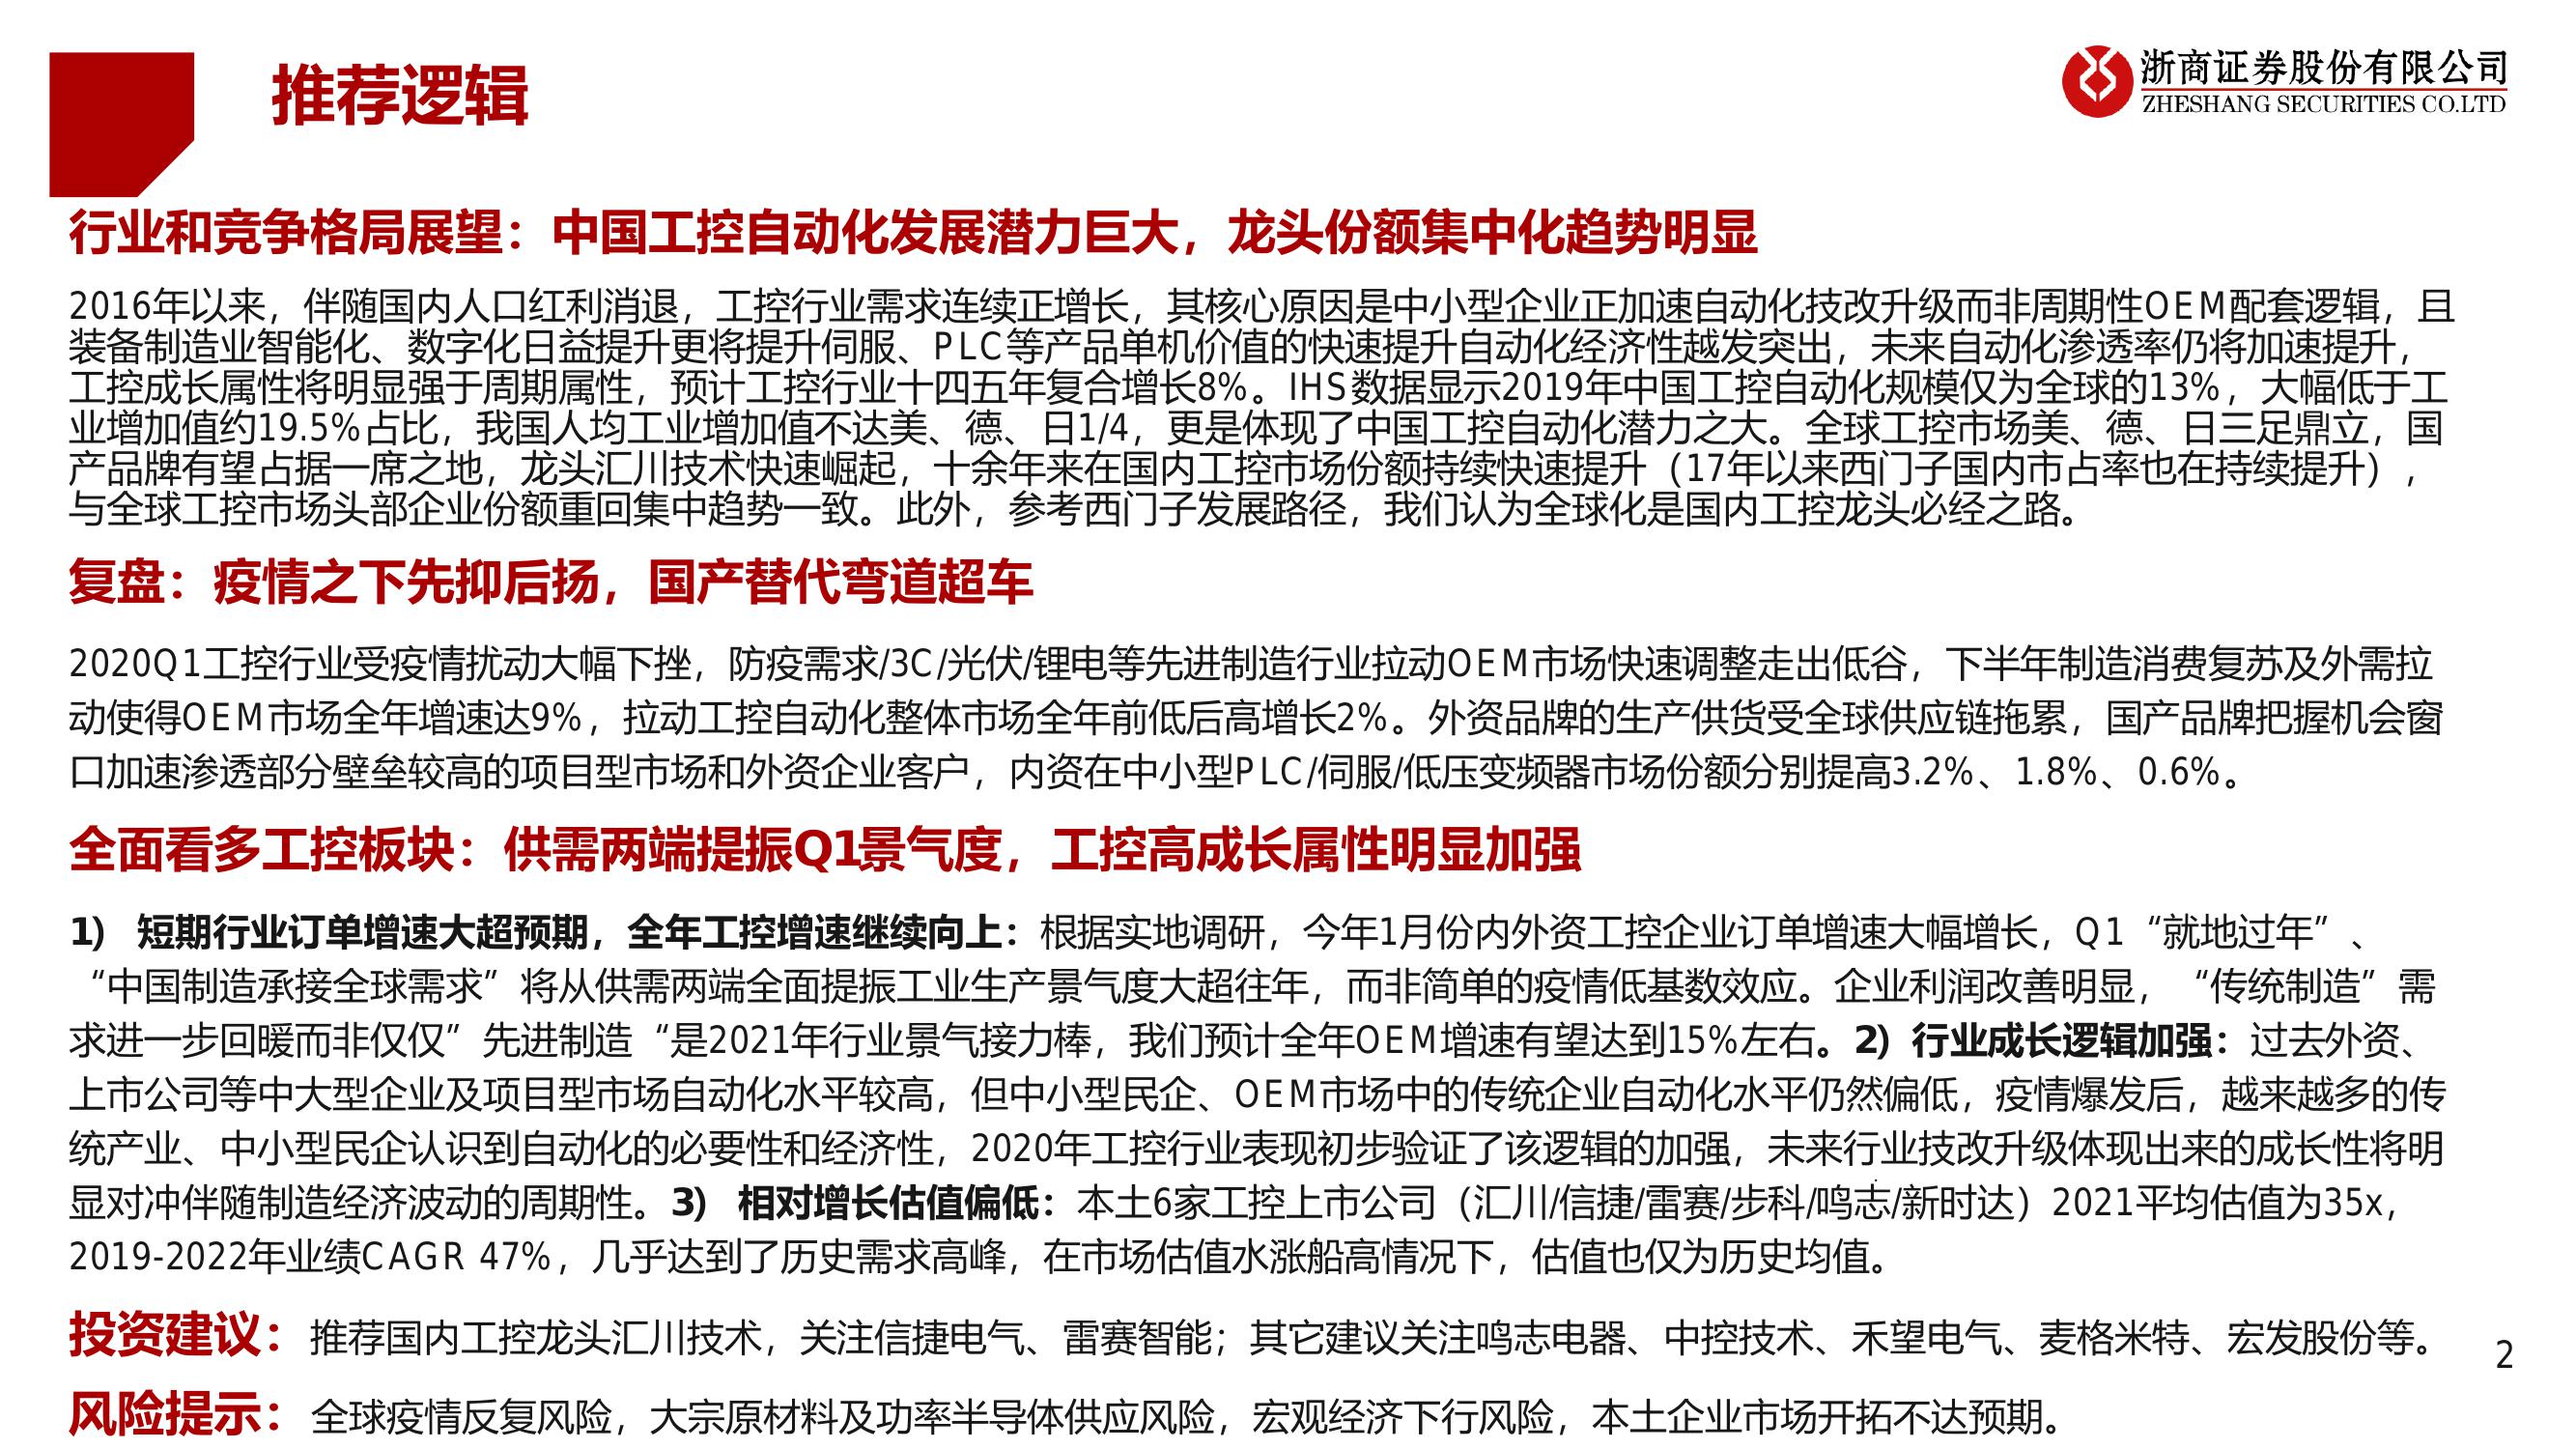 推荐逻辑
浙商证券股份有限公司
ZHESHANG SECURITIES CO.LTD
行业和竞争格局展望：中国工控自动化发展潜力巨大，龙头份额集中化趋势明显
2016年以来，伴随国内人口红利消退，工控行业需求连续正增长，其核心原因是中小型企业正加速自动化技改升级而非周期性OEM配套逻辑，且
装备制造业智能化、数字化日益提升更将提升伺服、PLC等产品单机价值的快速提升自动化经济性越发突出，未来自动化渗透率仍将加速提升，
工控成长属性将明显强于周期属性，预计工控行业十四五年复合增长8%。IHS数据显示2019年中国工控自动化规模仅为全球的13%，大幅低于工
业增加值约19.5%占比，我国人均工业增加值不达美、德、日1/4，更是体现了中国工控自动化潜力之大。全球工控市场美、德、日三足鼎立，国
产品牌有望占据一席之地，龙头汇川技术快速崛起，十余年来在国内工控市场份额持续快速提升（17年以来西门子国内市占率也在持续提升），
与全球工控市场头部企业份额重回集中趋势一致。此外，参考西门子发展路径，我们认为全球化是国内工控龙头必经之路。
复盘：疫情之下先抑后扬，国产替代弯道超车
2020Q1工控行业受疫情扰动大幅下挫，防疫需求/3C/光伏/锂电等先进制造行业拉动OEM市场快速调整走出低谷，下半年制造消费复苏及外需拉
动使得OEM市场全年增速达9%，拉动工控自动化整体市场全年前低后高增长2%。外资品牌的生产供货受全球供应链拖累，国产品牌把握机会窗
口加速渗透部分壁垒较高的项目型市场和外资企业客户，内资在中小型PLC/伺服/低压变频器市场份额分别提高3.2%、1.8%、0.6%。
全面看多工控板块：供需两端提振Q1景气度，工控高成长属性明显加强
1） 短期行业订单增速大超预期，全年工控增速继续向上：根据实地调研，今年1月份内外资工控企业订单增速大幅增长，Q1“就地过年”、
“中国制造承接全球需求”将从供需两端全面提振工业生产景气度大超往年，而非简单的疫情低基数效应。企业利润改善明显，“传统制造”需
求进一步回暖而非仅仅”先进制造“是2021年行业景气接力棒，我们预计全年OEM增速有望达到15%左右。2）行业成长逻辑加强：过去外资、
上市公司等中大型企业及项目型市场自动化水平较高，但中小型民企、OEM市场中的传统企业自动化水平仍然偏低，疫情爆发后，越来越多的传
统产业、中小型民企认识到自动化的必要性和经济性，2020年工控行业表现初步验证了该逻辑的加强，未来行业技改升级体现出来的成长性将明
显对冲伴随制造经济波动的周期性。3） 相对增长估值偏低：本土6家工控上市公司（汇川/信捷/雷赛/步科/鸣志/新时达）2021平均估值为35x，
2019-2022年业绩CAGR 47%，几乎达到了历史需求高峰，在市场估值水涨船高情况下，估值也仅为历史均值。
投资建议：推荐国内工控龙头汇川技术，关注信捷电气、雷赛智能；其它建议关注鸣志电器、中控技术、禾望电气、麦格米特、宏发股份等。
2
风险提示：全球疫情反复风险，大宗原材料及功率半导体供应风险，宏观经济下行风险，本土企业市场开拓不达预期。